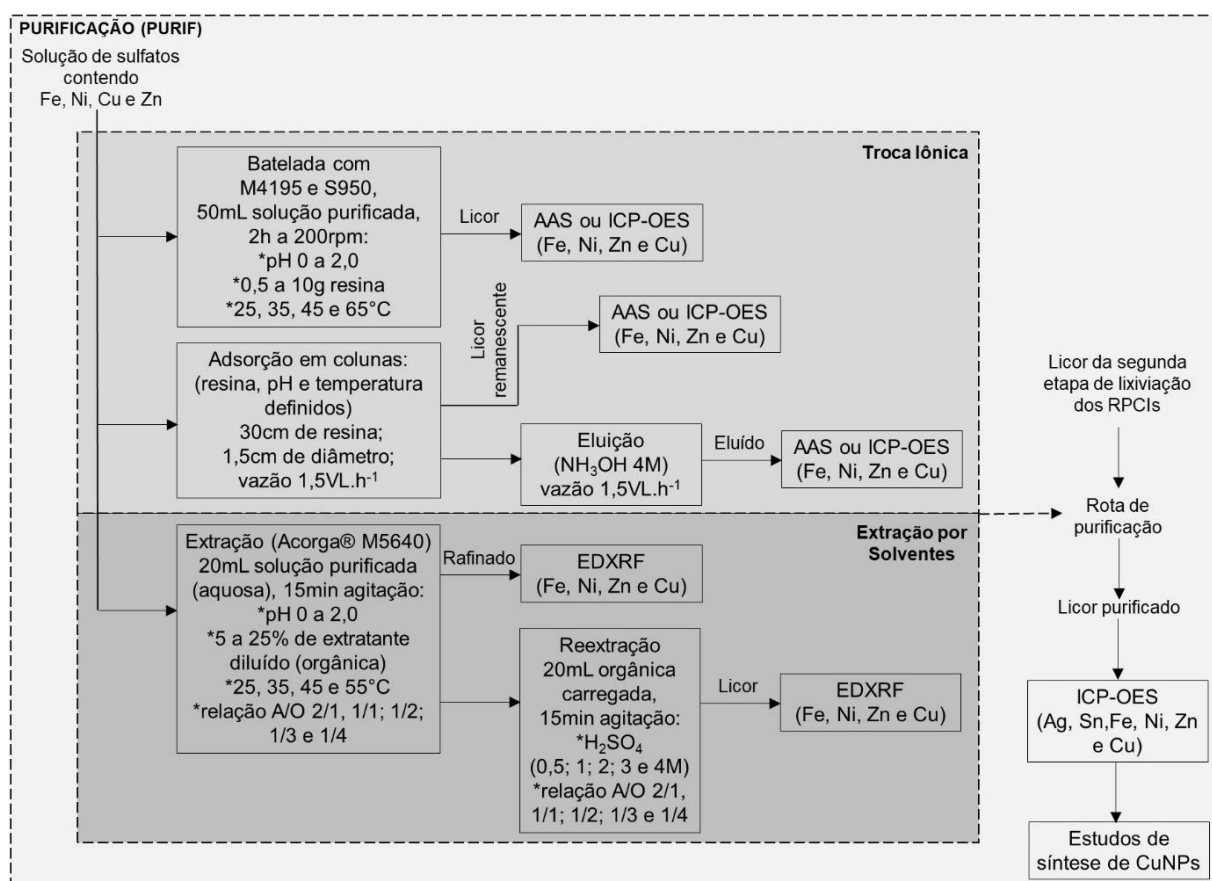 PURIFICAÇÃO (PURIF)
Solução de sulfatos
contendo
Fe, Ni, Cu e Zn
Troca Iônica
Batelada com
M4195 e S950,
50mL solução purificada,
2h a 200rpm:
*pH 0 a 2,0
*0,5 a 10g resina
*25, 35, 45 e 65°C
Licor
AAS ou ICP-OES
(Fe, Ni, Zn e Cu)
Adsorção em colunas:
(resina, pH e temperatura
definidos)
30cm de resina;
1,5cm de diâmetro;
vazão 1,5VL.h⁻¹
Licor
remanescente
AAS ou ICP-OES
(Fe, Ni, Zn e Cu)
Eluição
(NH₃OH 4M)
vazão 1,5VL.h⁻¹
Eluído
AAS ou ICP-OES
(Fe, Ni, Zn e Cu)
Extração por
Solventes
Extração (Acorga® M5640)
20mL solução purificada
(aquosa), 15min agitação:
*pH 0 a 2,0
*5 a 25% de extratante
diluído (orgânica)
*25, 35, 45 e 55°C
*relação A/O 2/1, 1/1; 1/2;
1/3 e 1/4
Rafinado
EDXRF
(Fe, Ni, Zn e Cu)
Reextração
20mL orgânica
carregada,
15min agitação:
*H₂SO₄
(0,5; 1; 2; 3 e 4M)
*relação A/O 2/1,
1/1; 1/2; 1/3 e 1/4
Licor
EDXRF
(Fe, Ni, Zn e Cu)
Licor da segunda
etapa de lixiviação
dos RPCIs
Rota de
purificação
Licor purificado
ICP-OES
(Ag, Sn,Fe, Ni, Zn
e Cu)
Estudos de
síntese de CuNPs